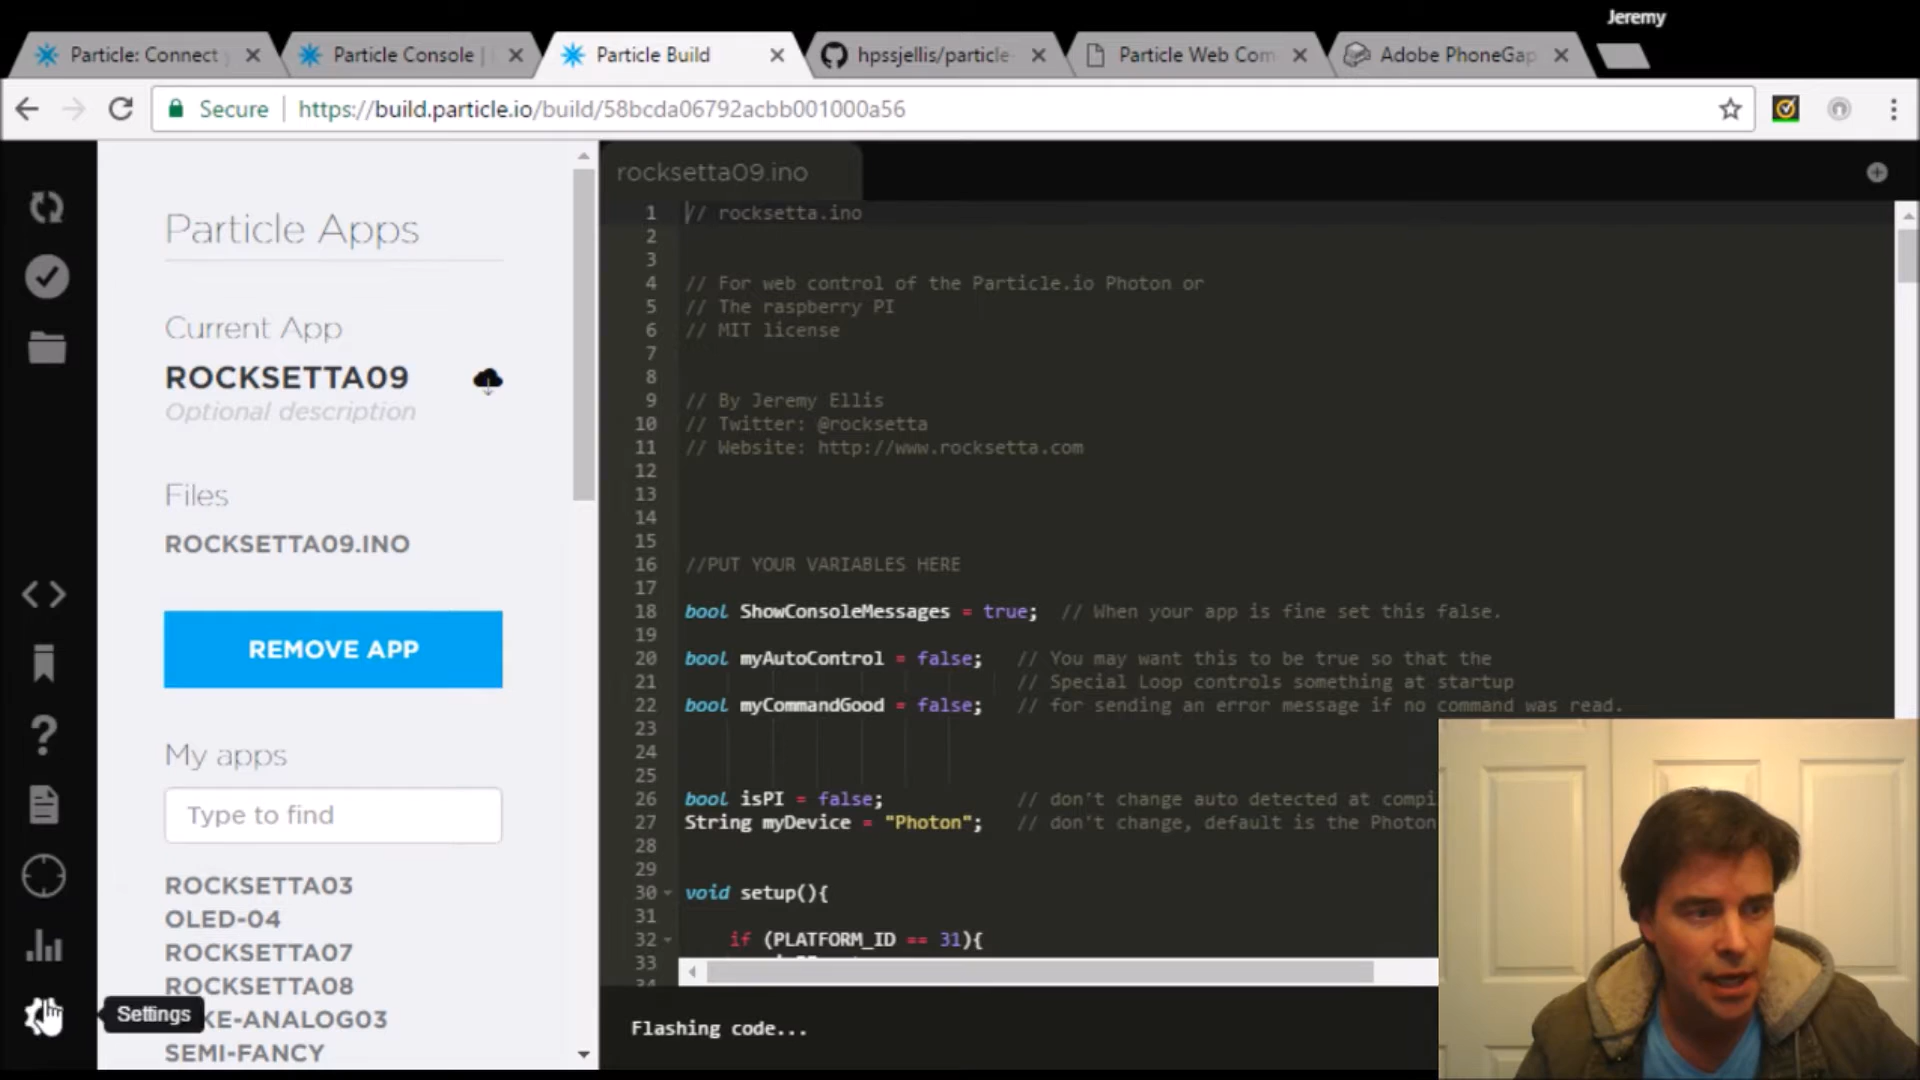 Jeremy
Particle: Connect y
Particle Console |
Particle Build
hpssjellis/particle-
Particle Web Com
Adobe PhoneGap
Secure
https://build.particle.io/build/58bcda06792acbb001000a56
Particle Apps
Current App
ROCKSETTA09
Optional description
Files
ROCKSETTA09.INO
REMOVE APP
My apps
Type to find
ROCKSETTA03
OLED-04
ROCKSETTA07
ROCKSETTA08
KE-ANALOG03
SEMI-FANCY
Settings
rocksetta09.ino
1 // rocksetta.ino
2
3
4 // For web control of the Particle.io Photon or
5 // The raspberry PI
6 // MIT license
7
8
9 // By Jeremy Ellis
10 // Twitter: @rocksetta
11 // Website: http://www.rocksetta.com
12
13
14
15
16 //PUT YOUR VARIABLES HERE
17
18 bool ShowConsoleMessages = true; // When your app is fine set this false.
19
20 bool myAutoControl = false; // You may want this to be true so that the
21 // Special Loop controls something at startup
22 bool myCommandGood = false; // for sending an error message if no command was read.
23
24
25
26 bool isPI = false; // don't change auto detected at compi
27 String myDevice = "Photon"; // don't change, default is the Photon
28
29
30 void setup(){
31
32 if (PLATFORM_ID == 31){
33
34
Flashing code...